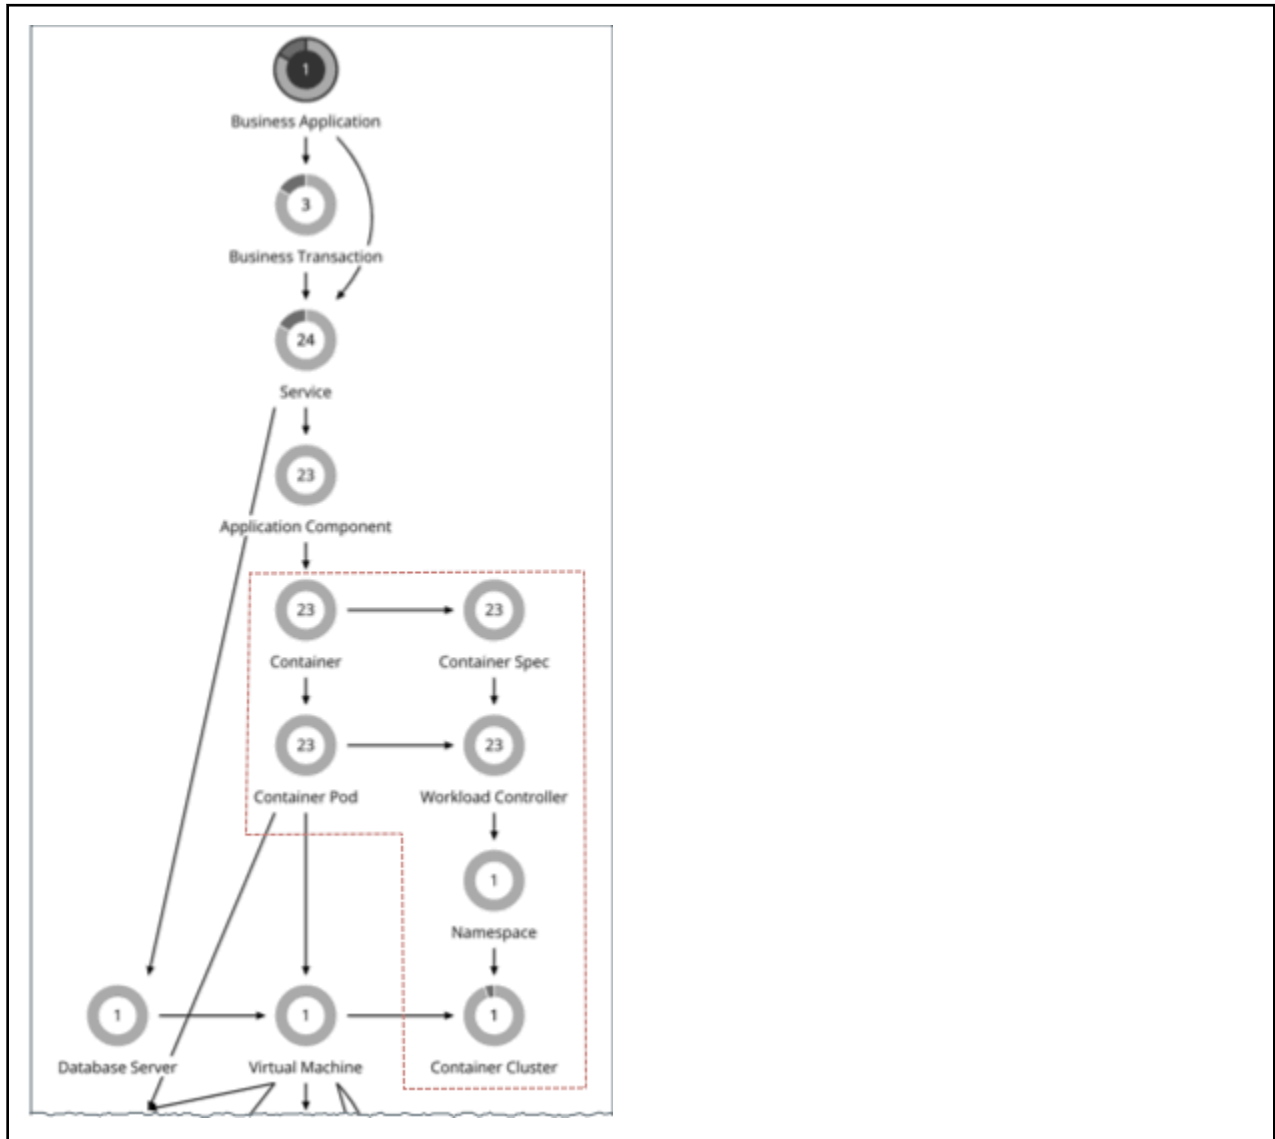 1
Business Application
3
Business Transaction
24
Service
23
Application Component
23 23
Container Container Spec
23 23
Container Pod Workload Controller
1
Namespace
1 1 1
Database Server Virtual Machine Container Cluster